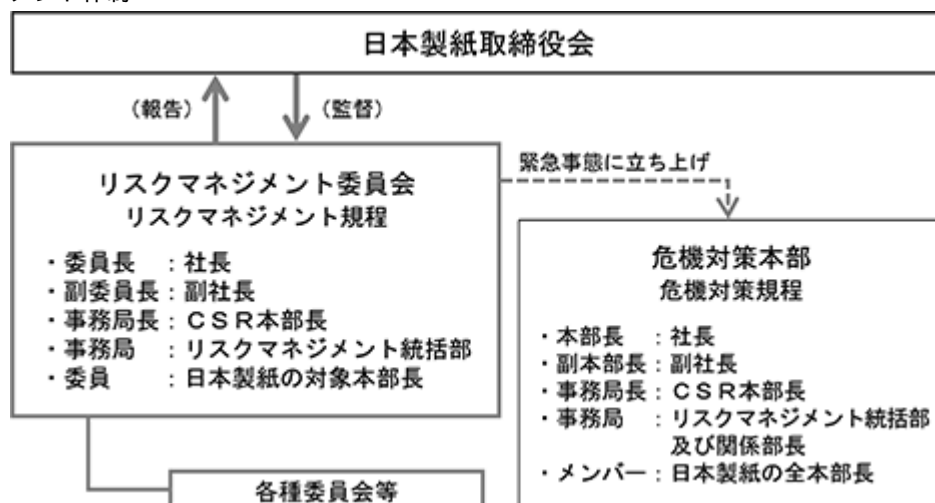 日本製紙取締役会
（報告）
（監督）
リスクマネジメント委員会
リスクマネジメント規程
・委員長　：社長
・副委員長：副社長
・事務局長：ＣＳＲ本部長
・事務局　：リスクマネジメント統括部
・委員　　：日本製紙の対象本部長
緊急事態に立ち上げ
危機対策本部
危機対策規程
・本部長　：社長
・副本部長：副社長
・事務局長：ＣＳＲ本部長
・事務局　：リスクマネジメント統括部
及び関係部長
・メンバー：日本製紙の全本部長
各種委員会等